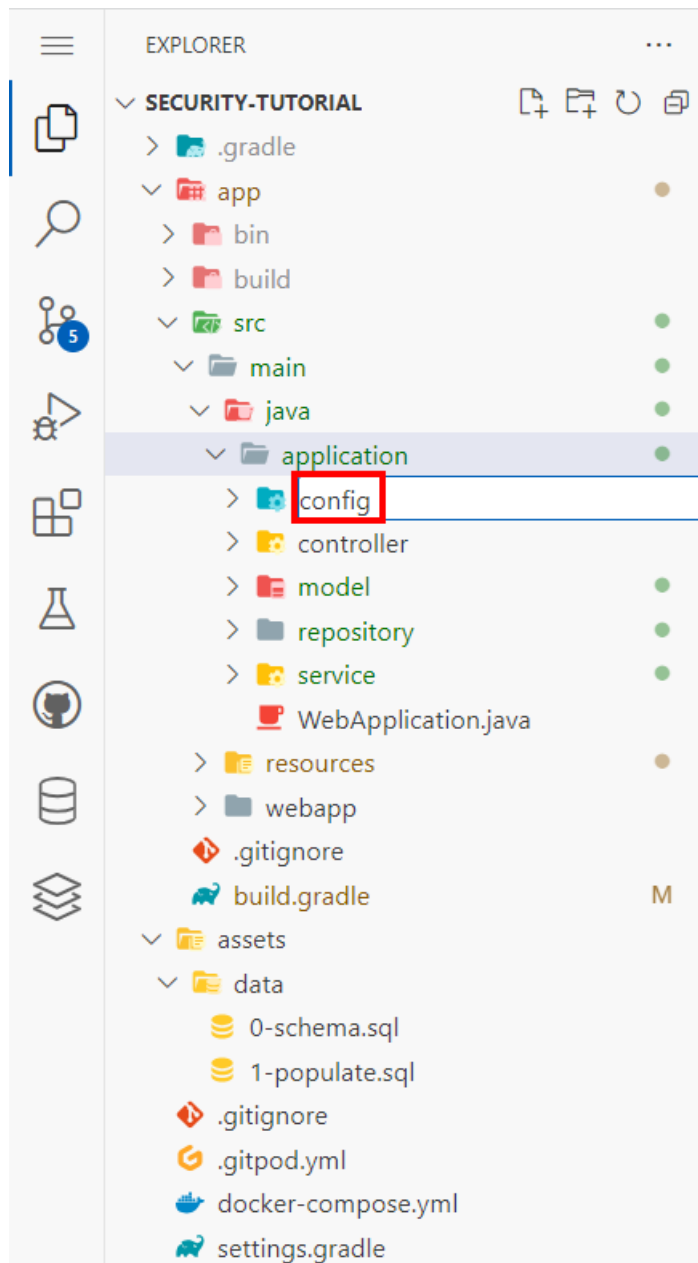 EXPLORER
SECURITY-TUTORIAL
.gradle
app
bin
build
src
5
main
java
application
config
controller
model
repository
service
WebApplication.java
resources
webapp
.gitignore
build.gradle M
assets
data
0-schema.sql
1-populate.sql
.gitignore
.gitpod.yml
docker-compose.yml
settings.gradle